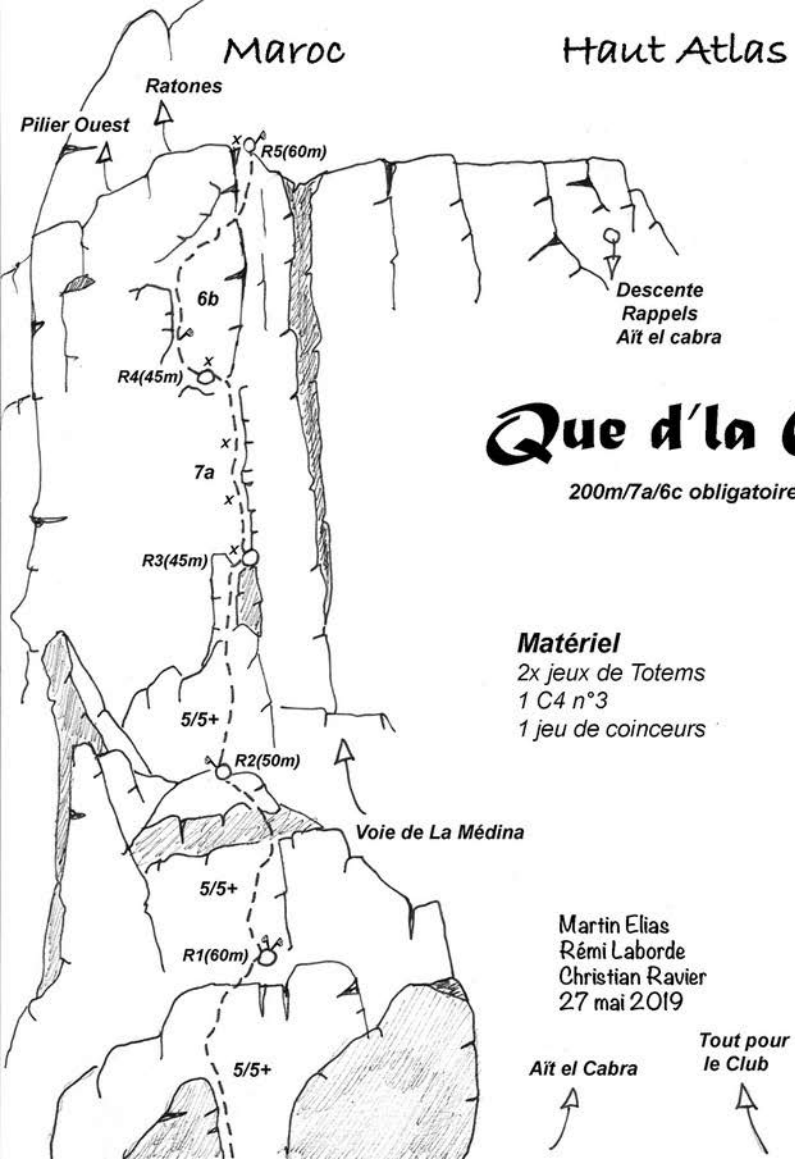 Maroc
Haut Atlas
Ratones
Pilier Ouest
R5(60m)
6b
Descente
Rappels
Aït el cabra
R4(45m)
Que d'la
200m/7a/6c obligatoire
7a
R3(45m)
Matériel
2x jeux de Totems
1 C4 n°3
1 jeu de coinceurs
5/5+
R2(50m)
Voie de La Médina
5/5+
R1(60m)
Martin Elias
Rémi Laborde
Christian Ravier
27 mai 2019
5/5+
Aït el Cabra
Tout pour
le Club